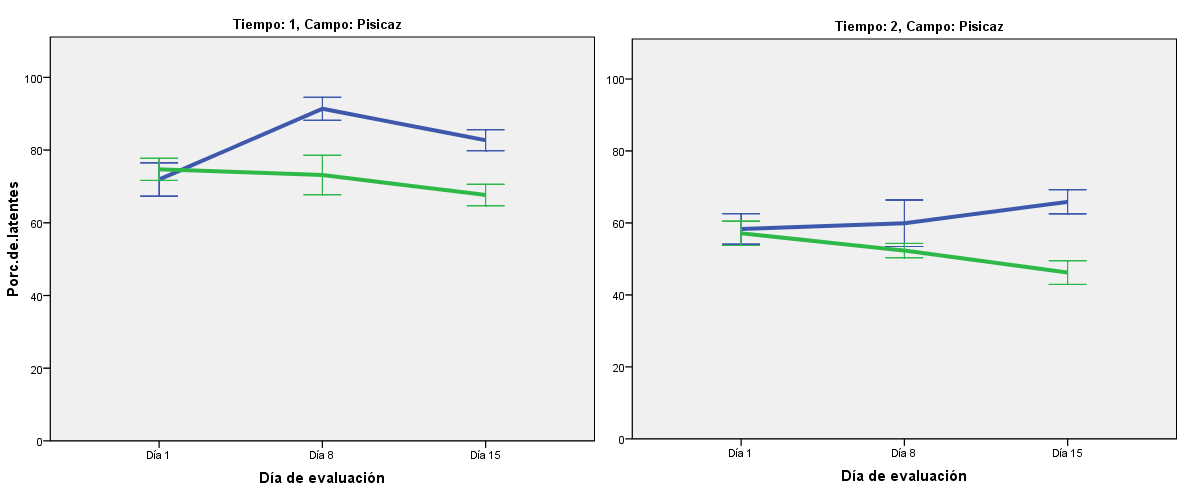 Tiempo: 1, Campo: Pisicaz
Porc.de.latentes
100
80
60
40
20
0
Día 1
Día 8
Día 15
Día de evaluación
Tiempo: 2, Campo: Pisicaz
100
80
60
40
20
0
Día 1
Día 8
Día 15
Día de evaluación